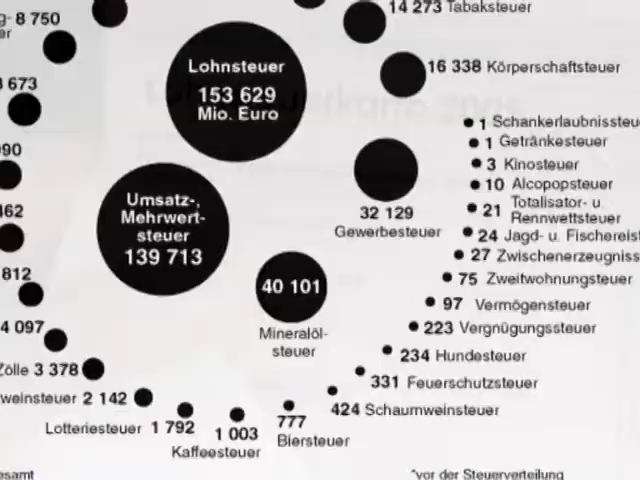 14 273 Tabaksteuer
8 750
Lohnsteuer
153 629
Mio. Euro
16 338 Körperschaftsteuer
673
1 Schankerlaubnissteu
1 Getränkesteuer
3 Kinosteuer
10 Alcopopsteuer
21 Totalisator- u.
Rennwettsteuer
24 Jagd- u. Fischereist
27 Zwischenerzeugniss
75 Zweitwohnungsteuer
97 Vermögensteuer
223 Vergnügungssteuer
234 Hundesteuer
331 Feuerschutzsteuer
424 Schaumweinsteuer
32 129
Gewerbesteuer
Umsatz-,
Mehrwert-
steuer
139 713
40 101
Mineralöl-
steuer
90
462
812
4 097
Zölle 3 378
weinsteuer 2 142
Lotteriesteuer 1 792
1 003
Kaffeesteuer
777
Biersteuer
esamt
*vor der Steuerverteilung